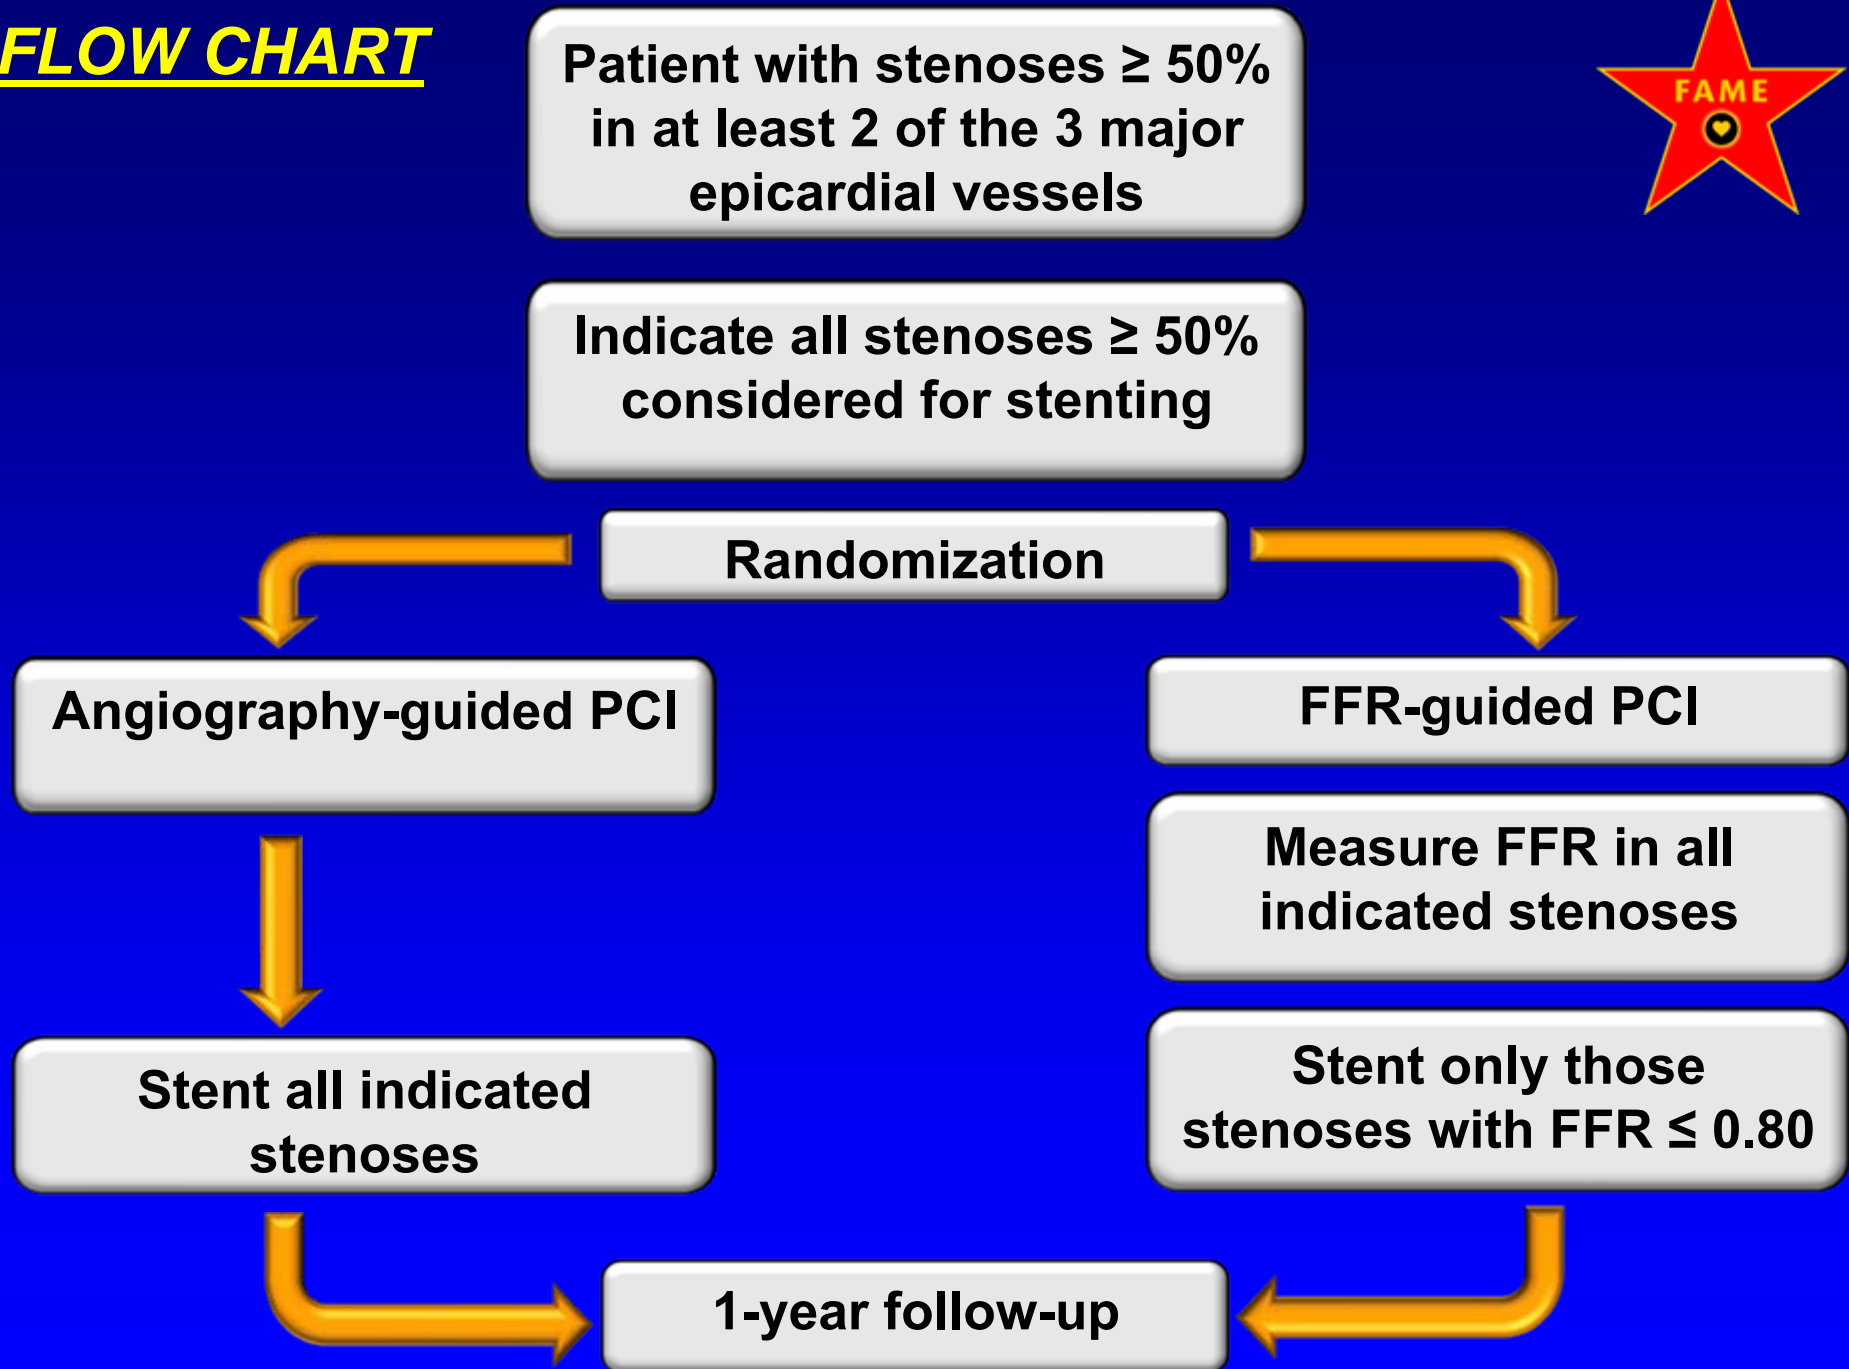 FLOW CHART
FAME
Patient with stenoses ≥ 50%
in at least 2 of the 3 major
epicardial vessels
Indicate all stenoses ≥ 50%
considered for stenting
Randomization
Angiography-guided PCI
Stent all indicated
stenoses
FFR-guided PCI
Measure FFR in all
indicated stenoses
Stent only those
stenoses with FFR ≤ 0.80
1-year follow-up